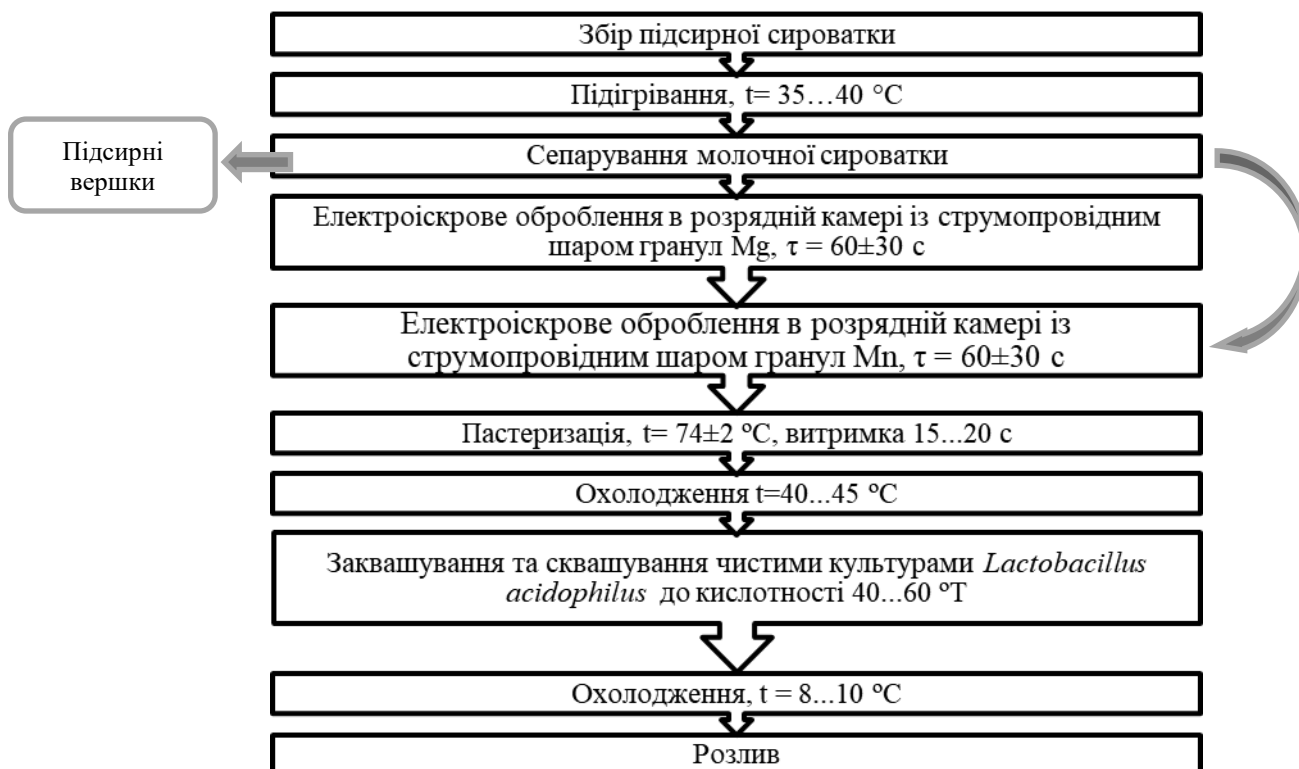 Збір підсирної сироватки
Підігрівання, t= 35…40 °С
Підсирні
вершки
Сепарування молочної сироватки
Електроіскрове оброблення в розрядній камері із струмопровідним
шаром гранул Mg, τ = 60±30 с
Електроіскрове оброблення в розрядній камері із
струмопровідним шаром гранул Mn, τ = 60±30 с
Пастеризація, t= 74±2 ºС, витримка 15...20 с
Охолодження t=40...45 ºС
Заквашування та сквашування чистими культурами Lactobacillus
acidophilus до кислотності 40...60 ºТ
Охолодження, t = 8...10 ºС
Розлив